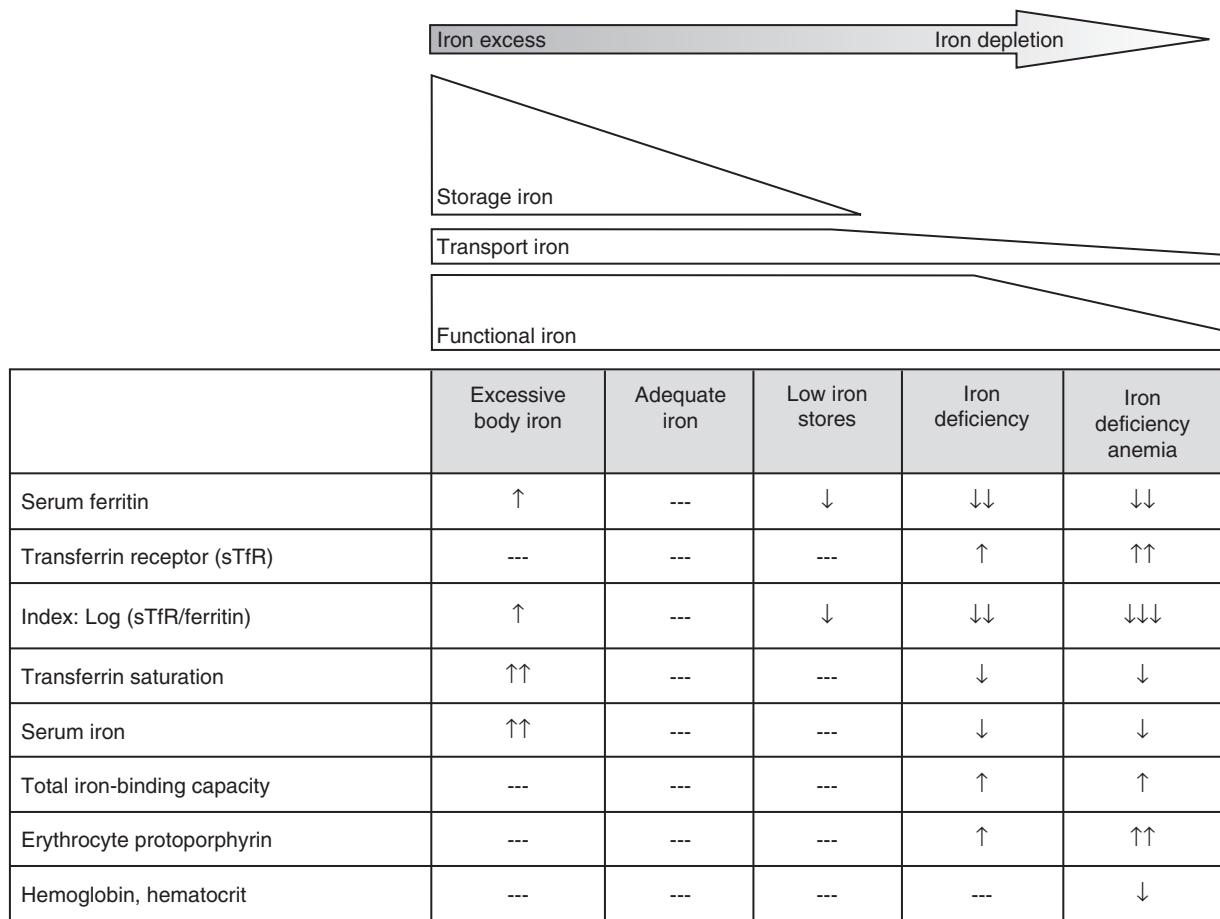 Iron excess Iron depletion
Storage iron
Transport iron
Functional iron
Excessive body iron Adequate iron Low iron stores Iron deficiency Iron deficiency anemia
Serum ferritin ↑ --- ↓ ↓↓ ↓↓
Transferrin receptor (sTfR) --- --- --- ↑ ↑↑
Index: Log (sTfR/ferritin) ↑ --- ↓ ↓↓ ↓↓↓
Transferrin saturation ↑↑ --- --- ↓ ↓
Serum iron ↑↑ --- --- ↓ ↓
Total iron-binding capacity --- --- --- ↑ ↑
Erythrocyte protoporphyrin --- --- --- ↑ ↑↑
Hemoglobin, hematocrit --- --- --- --- ↓